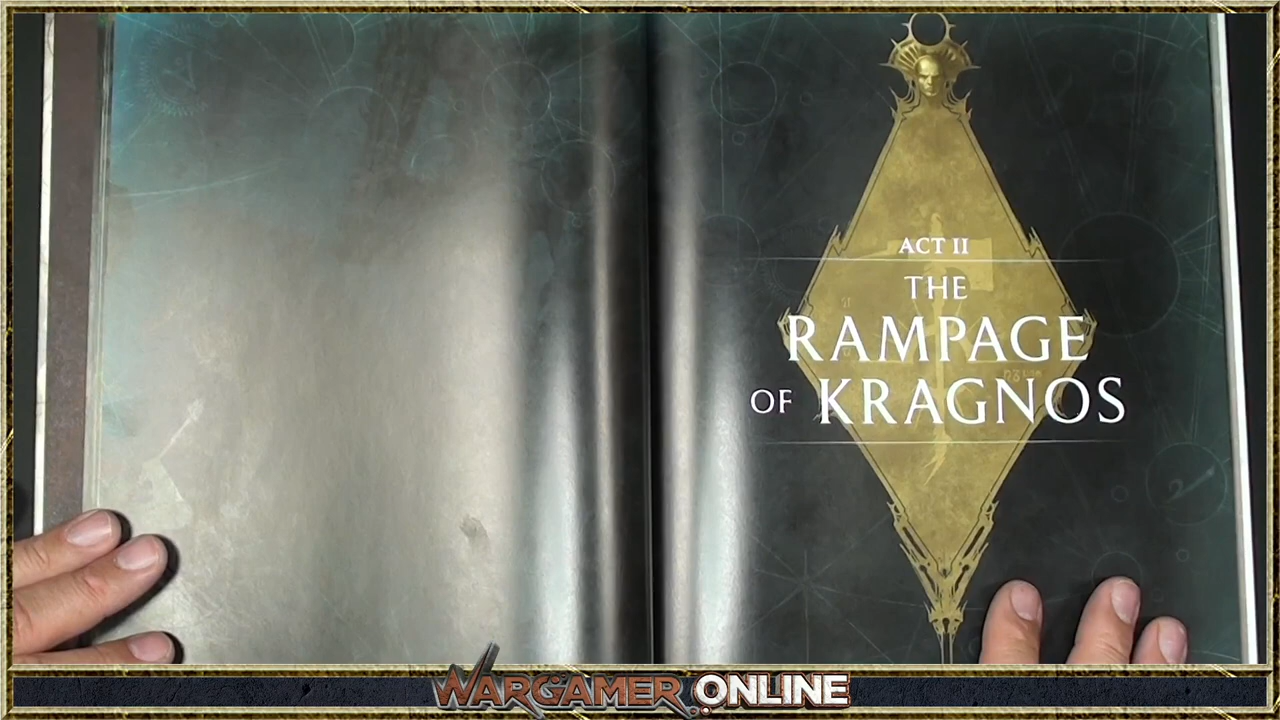 ACT II
THE
RAMPAGE
OF KRAGNOS
WARGAMER ONLINE